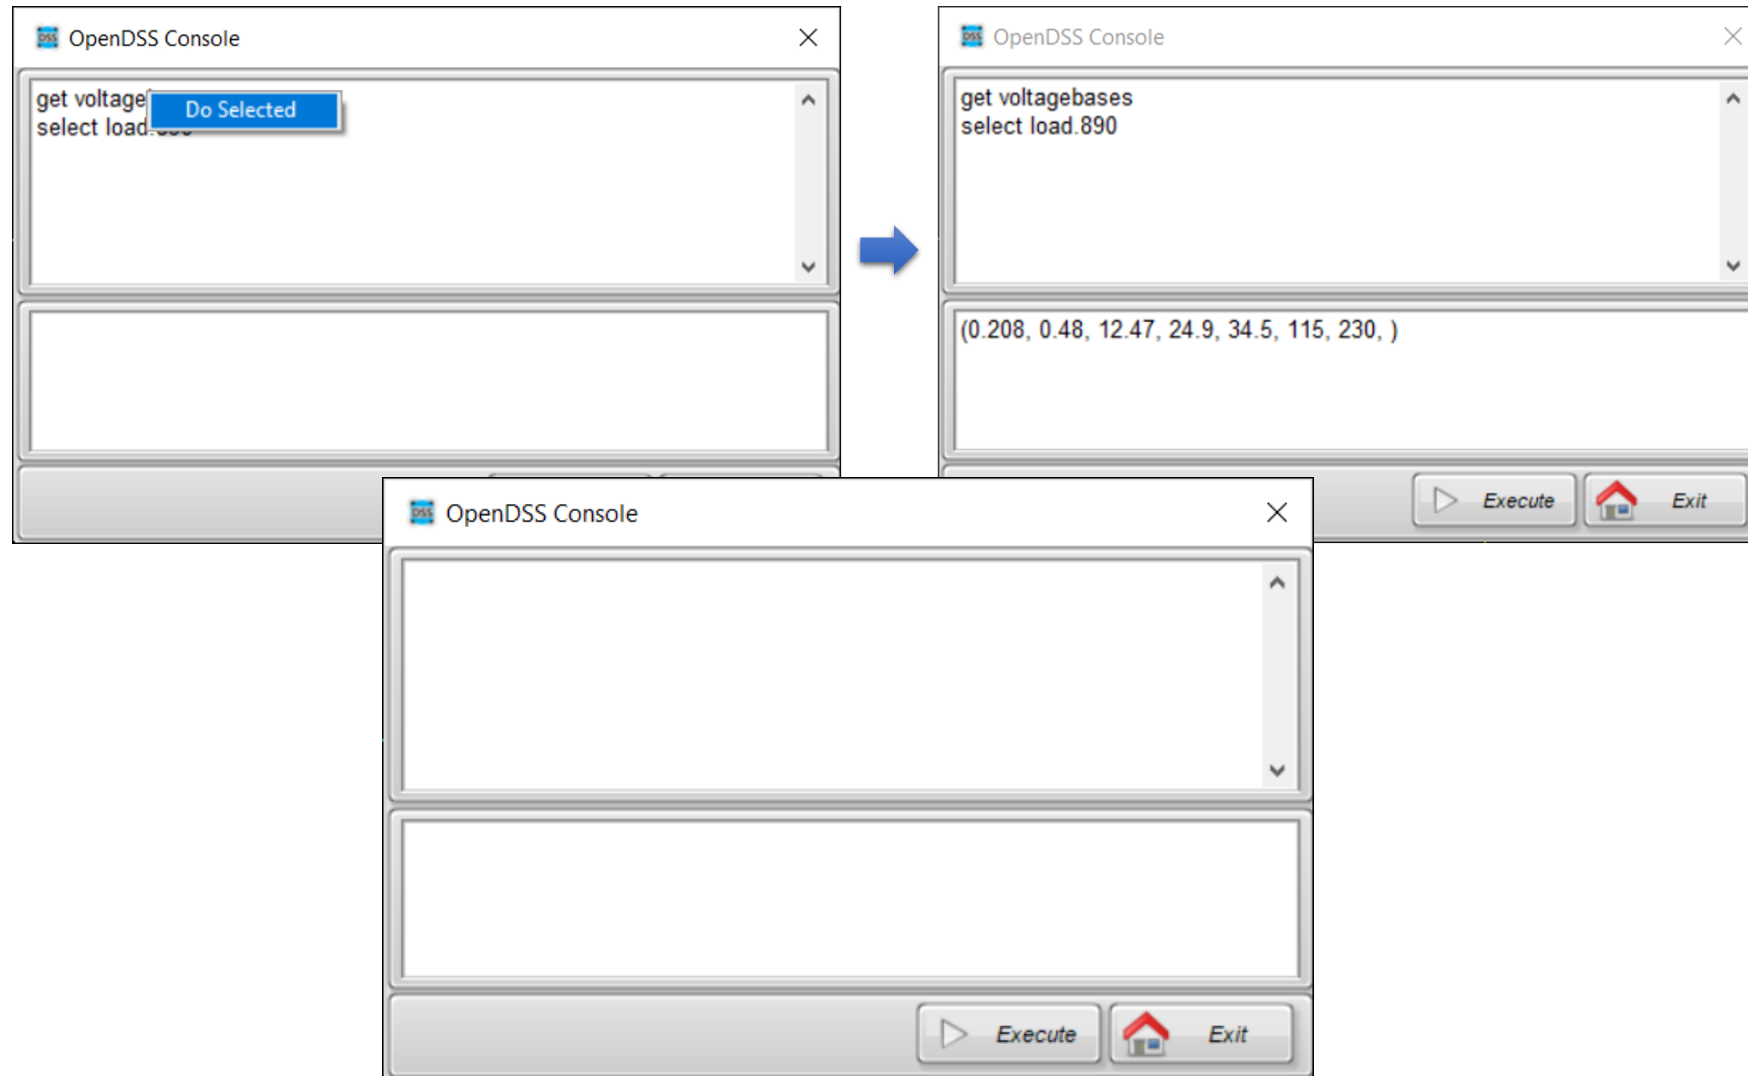 OpenDSS Console
get voltage
Do Selected
select load.
OpenDSS Console
get voltagebases
select load.890
(0.208, 0.48, 12.47, 24.9, 34.5, 115, 230, )
Execute
Exit
OpenDSS Console
Execute
Exit